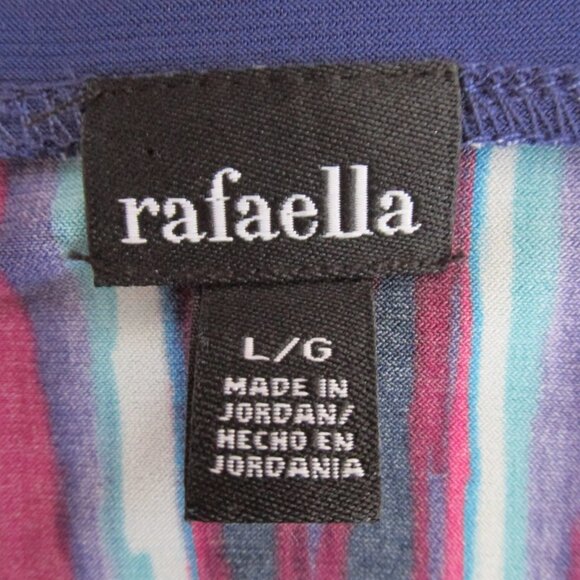 rafaella
L/G
MADE IN
JORDAN/
HECHO EN
JORDANIA